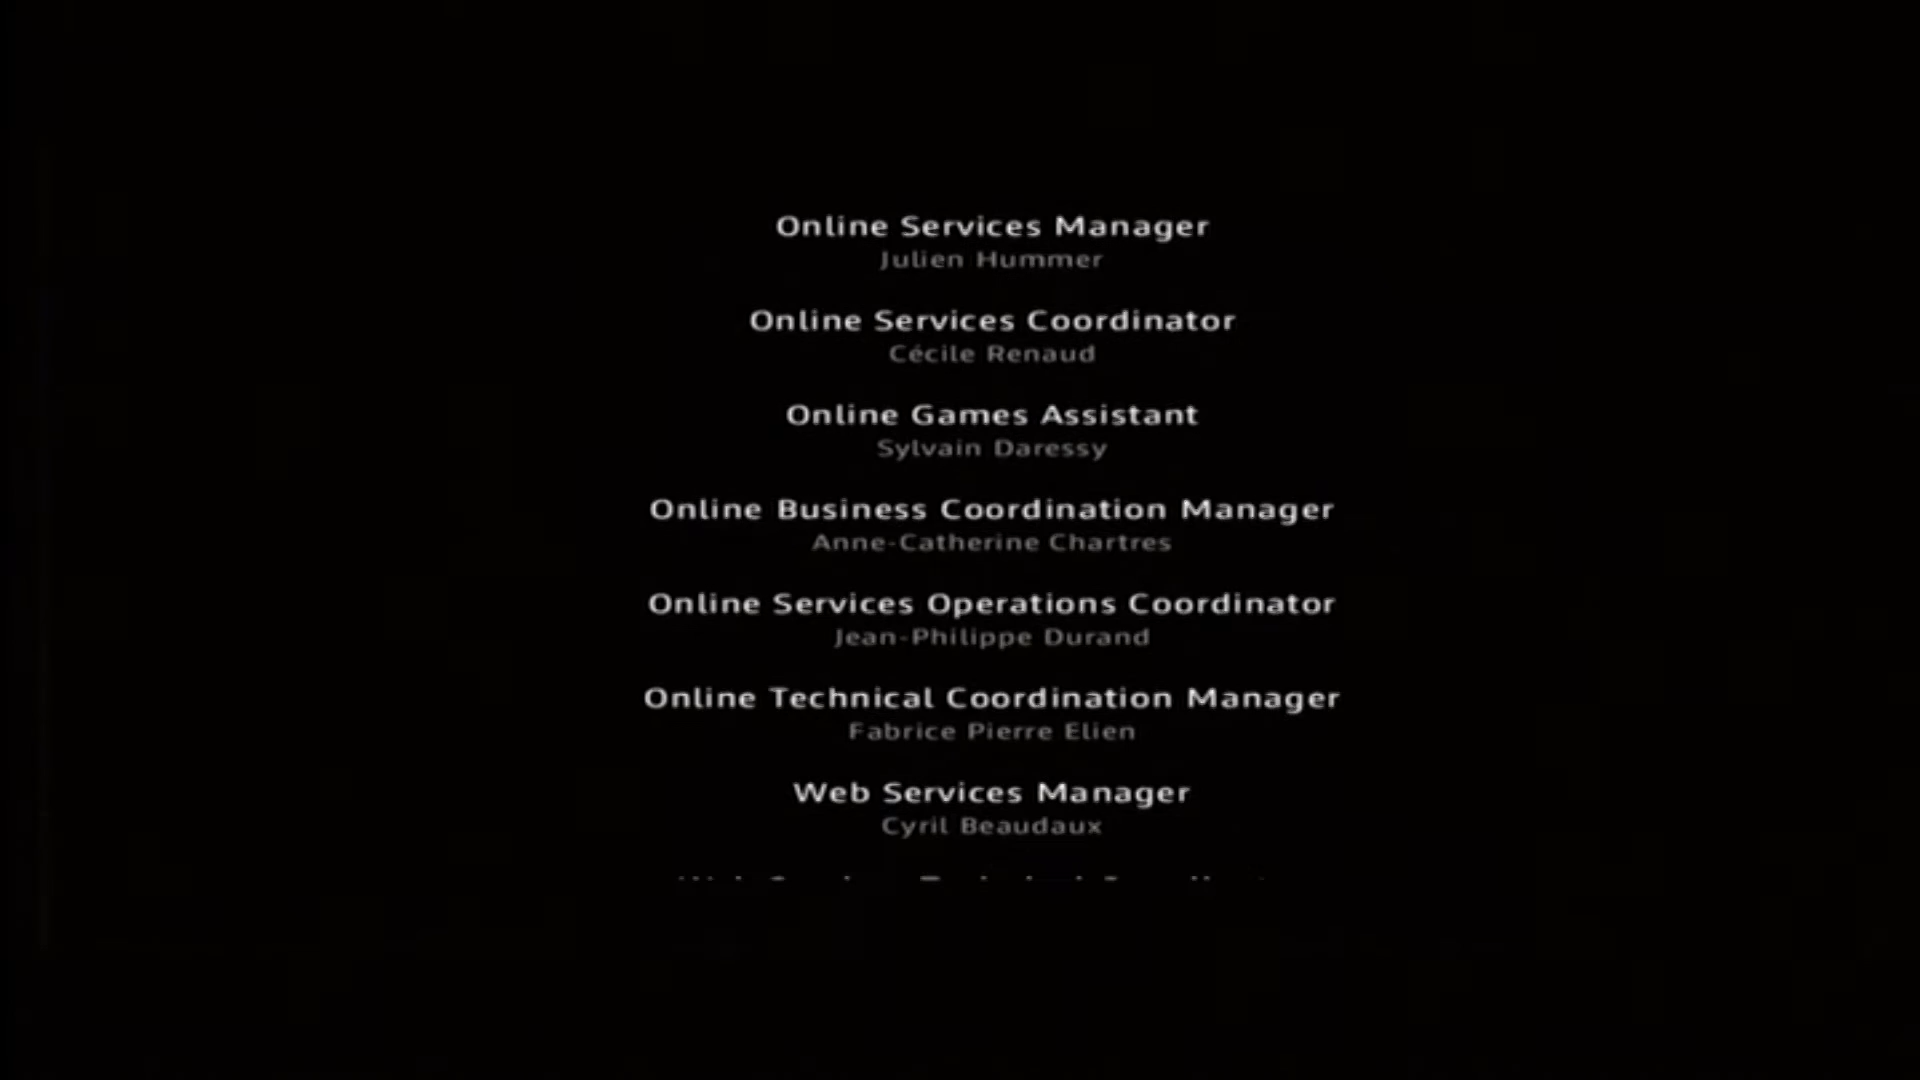 Online Services Manager
Julien Hummer
Online Services Coordinator
Cécile Renaud
Online Games Assistant
Sylvain Daressy
Online Business Coordination Manager
Anne-Catherine Chartres
Online Services Operations Coordinator
Jean-Philippe Durand
Online Technical Coordination Manager
Fabrice Pierre Elien
Web Services Manager
Cyril Beaudaux